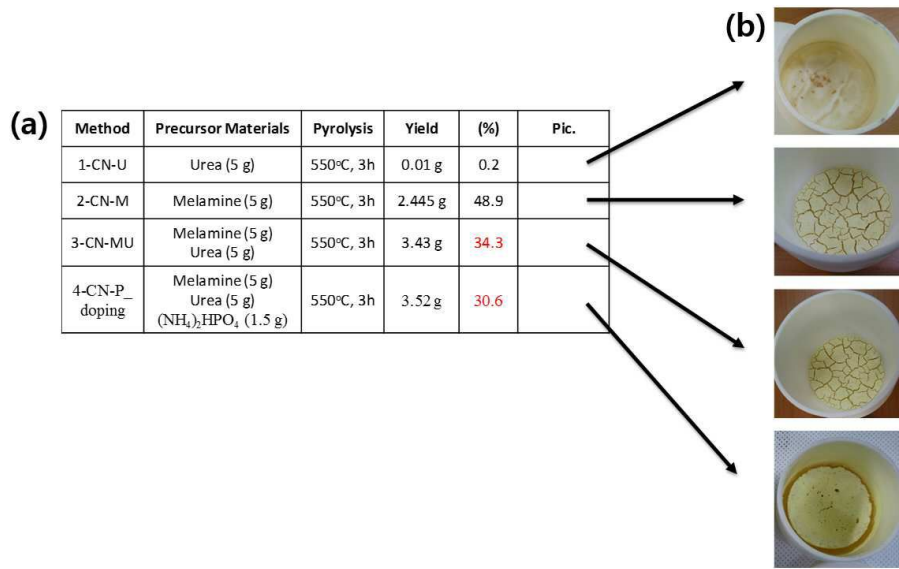 (b)
(a)
Method Precursor Materials Pyrolysis Yield (%) Pic.
1-CN-U Urea (5 g) 550°C, 3h 0.01 g 0.2
2-CN-M Melamine (5 g) 550°C, 3h 2.445 g 48.9
3-CN-MU Melamine (5 g)
Urea (5 g) 550°C, 3h 3.43 g 34.3
4-CN-P_
doping Melamine (5 g)
Urea (5 g)
(NH₄)₂HPO₄ (1.5 g) 550°C, 3h 3.52 g 30.6